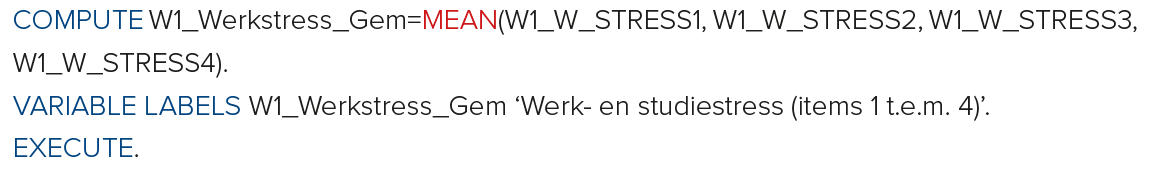 COMPUTE W1_Werkstress_Gem=MEAN(W1_W_STRESS1, W1_W_STRESS2, W1_W_STRESS3,
W1_W_STRESS4).
VARIABLE LABELS W1_Werkstress_Gem ‘Werk- en studiestress (items 1 t.e.m. 4)’.
EXECUTE.